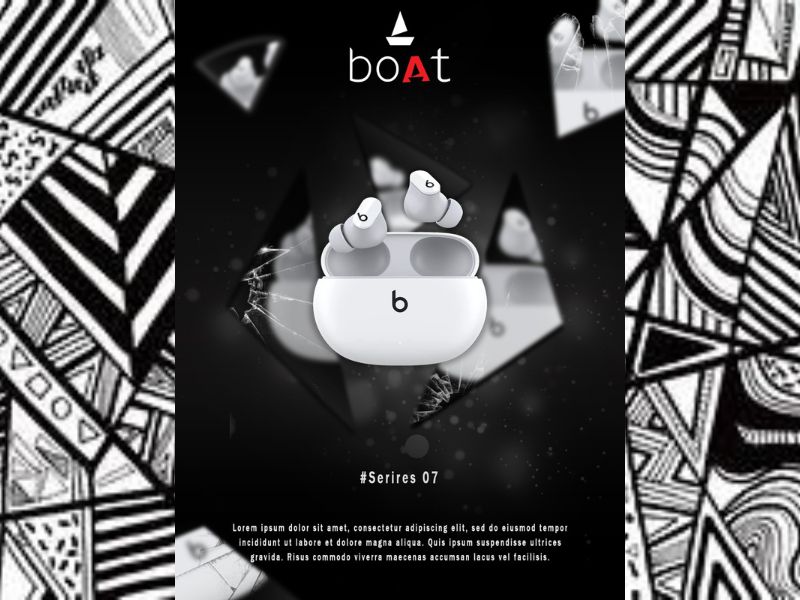 boAt
b
b
b
#Serires 07
Lorem ipsum dolor sit amet, consectetur adipiscing elit, sed do eiusmod tempor
incididunt ut labore et dolore magna aliqua. Quis ipsum suspendisse ultrices
gravida. Risus commodo viverra maecenas accumsan lacus vel facilisis.